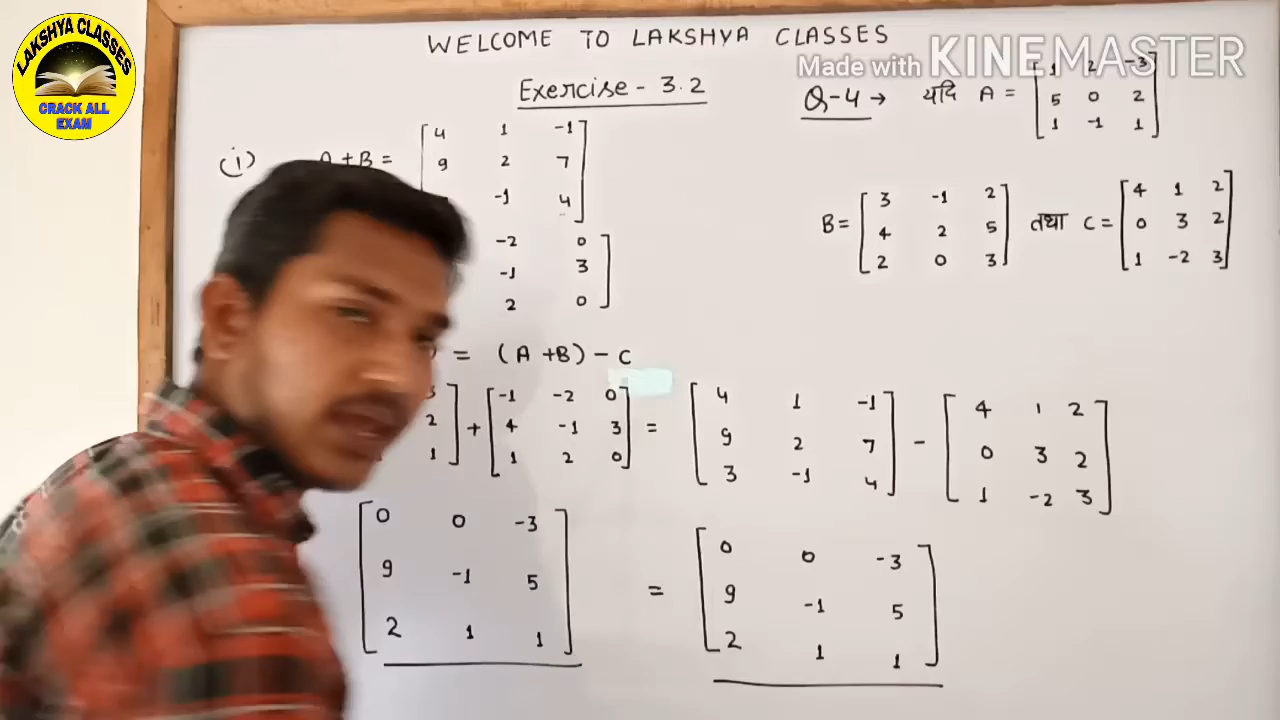 LAKSHYA CLASSES
CRACK ALL
EXAM
WELCOME TO LAKSHYA CLASSES
Made with KINEMASTER
Exercise - 3.2
Q-4 → यदि A = [1 2 -3
5 0 2
1 -1 1]
B = [3 -1 2
4 2 5
2 0 3] तथा C = [4 1 2
0 3 2
1 -2 3]
(i) A+B = [4 1 -1
9 2 7
-1 4]
-2 0
-1 3
2 0]
= (A+B) - C
2
1] + [-1 -2 0
4 -1 3
1 2 0] = [4 1 -1
9 2 7
3 -1 4] - [4 1 2
0 3 2
1 -2 3]
[0 0 -3
9 -1 5
2 1 1] = [0 0 -3
9 -1 5
2 1 1]